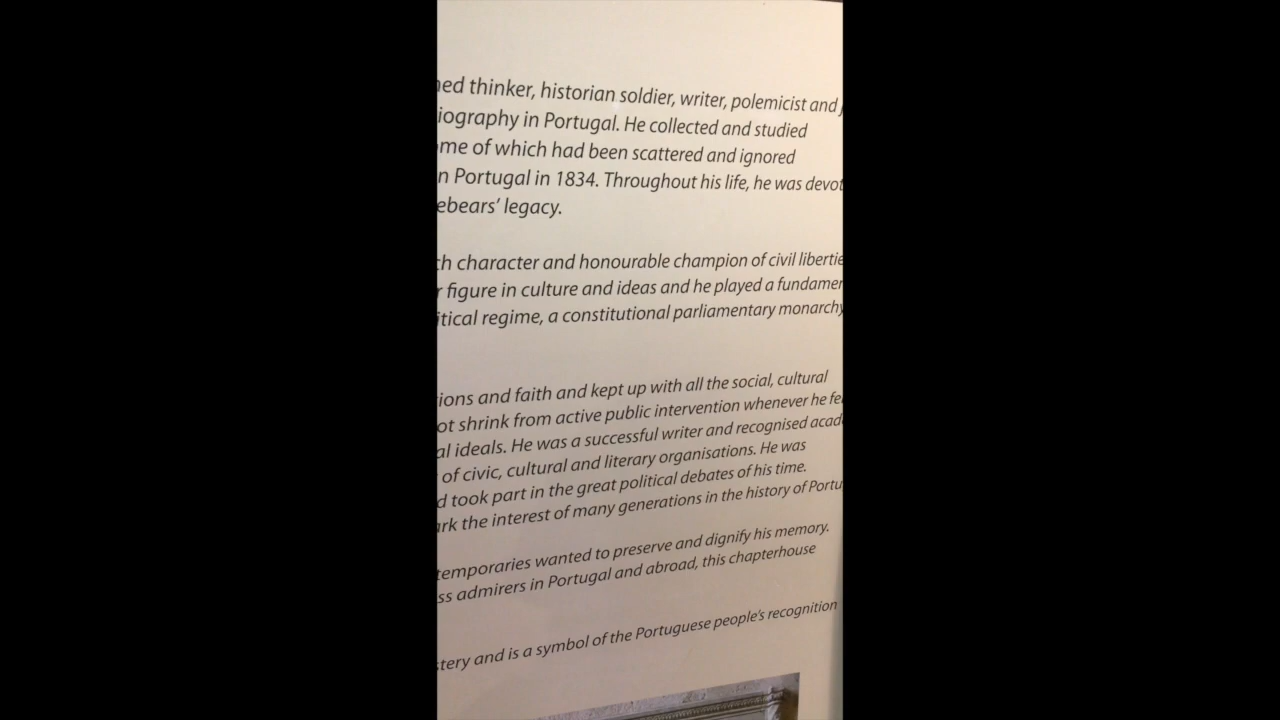 ned thinker, historian soldier, writer, polemicist and
iography in Portugal. He collected and studied
ome of which had been scattered and ignored
n Portugal in 1834. Throughout his life, he was devot
ebears' legacy.
th character and honourable champion of civil libertie
r figure in culture and ideas and he played a fundamen
itical regime, a constitutional parliamentary monarchy
ions and faith and kept up with all the social, cultural
ot shrink from active public intervention whenever he fe
al ideals. He was a successful writer and recognised acad
of civic, cultural and literary organisations. He was
d took part in the great political debates of his time.
ark the interest of many generations in the history of Portu
temporaries wanted to preserve and dignify his memory.
ss admirers in Portugal and abroad, this chapterhouse
stery and is a symbol of the Portuguese people's recognition